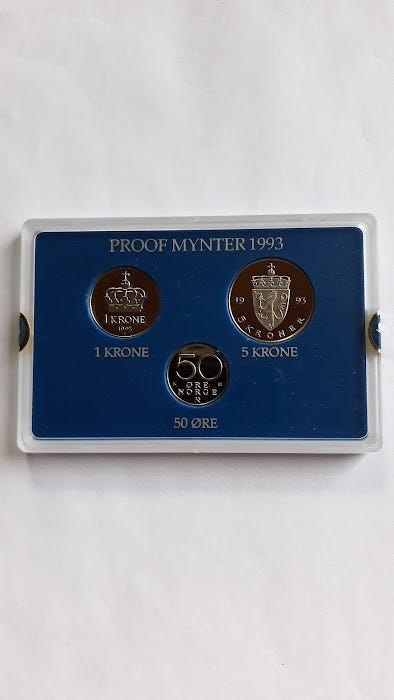 PROOF MYNTER 1993
1 KRONE
1993
19 93
5 KRONER
1 KRONE
5 KRONE
50
ØRE
NORGE
50 ØRE